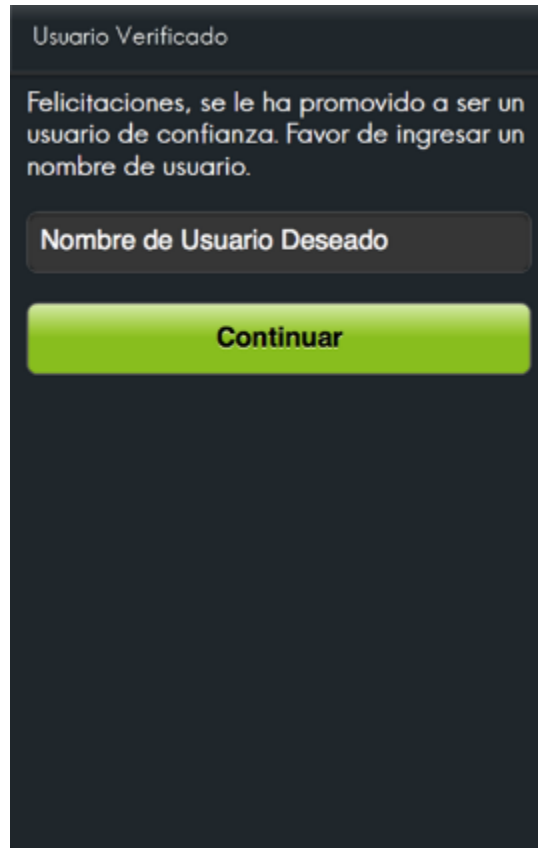 Usuario Verificado
Felicitaciones, se le ha promovido a ser un
usuario de confianza. Favor de ingresar un
nombre de usuario.
Nombre de Usuario Deseado
Continuar